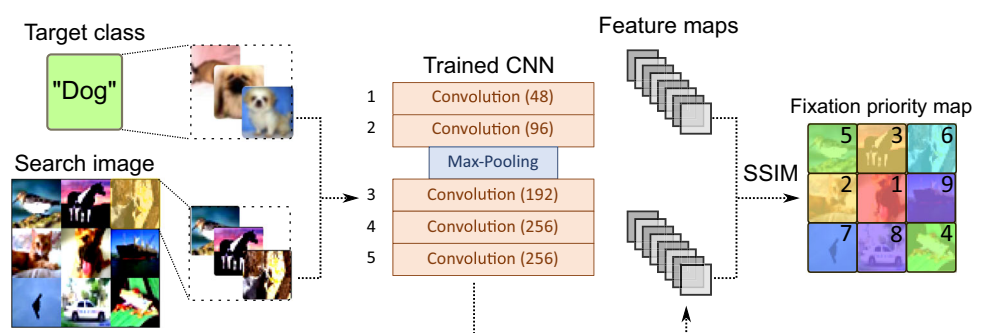 Target class
"Dog"
Search image
Trained CNN
1 Convolution (48)
2 Convolution (96)
Max-Pooling
3 Convolution (192)
4 Convolution (256)
5 Convolution (256)
Feature maps
SSIM
Fixation priority map
5 3 6
2 1 9
7 8 4